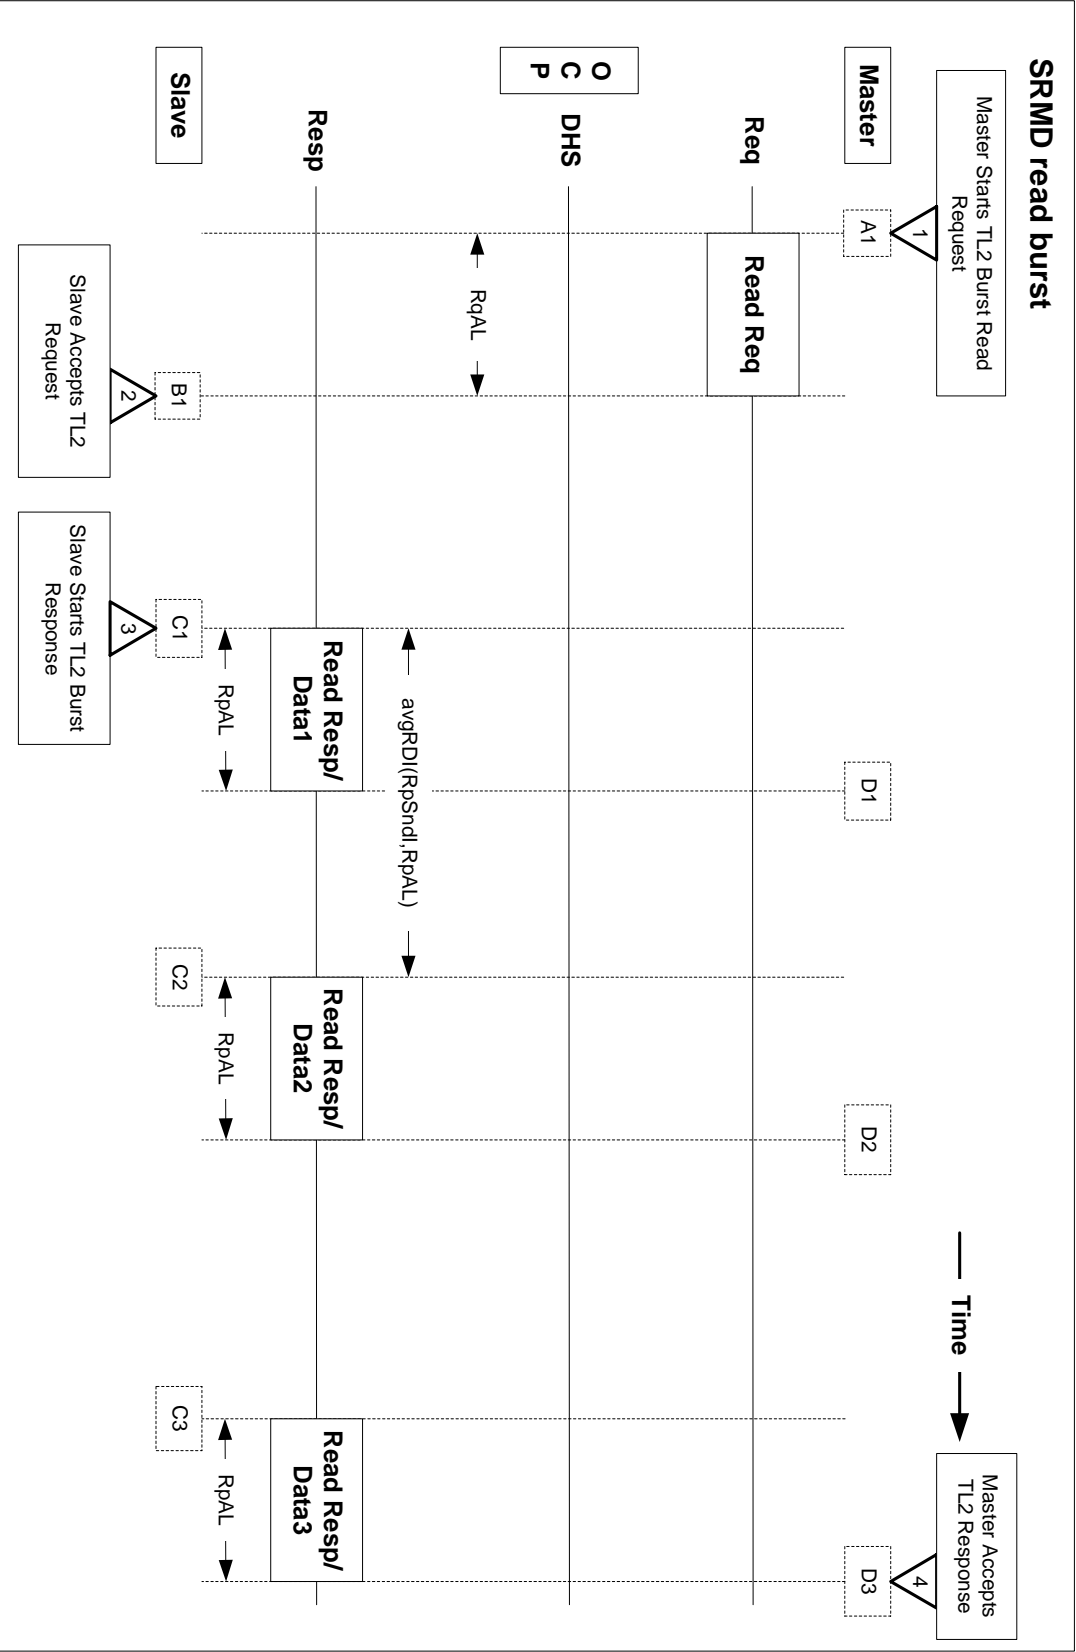 SRMD read burst
Master Starts TL2 Burst Read
Request
1
Time
Master Accepts
TL2 Response
4
Master
A1
D1
D2
D3
Req
Read Req
O
C
P
DHS
RqAL
avgRDI(RpSndI,RpAL)
Resp
Read Resp/
Data1
Read Resp/
Data2
Read Resp/
Data3
RpAL
RpAL
RpAL
Slave
B1
C1
C2
C3
2
Slave Accepts TL2
Request
3
Slave Starts TL2 Burst
Response